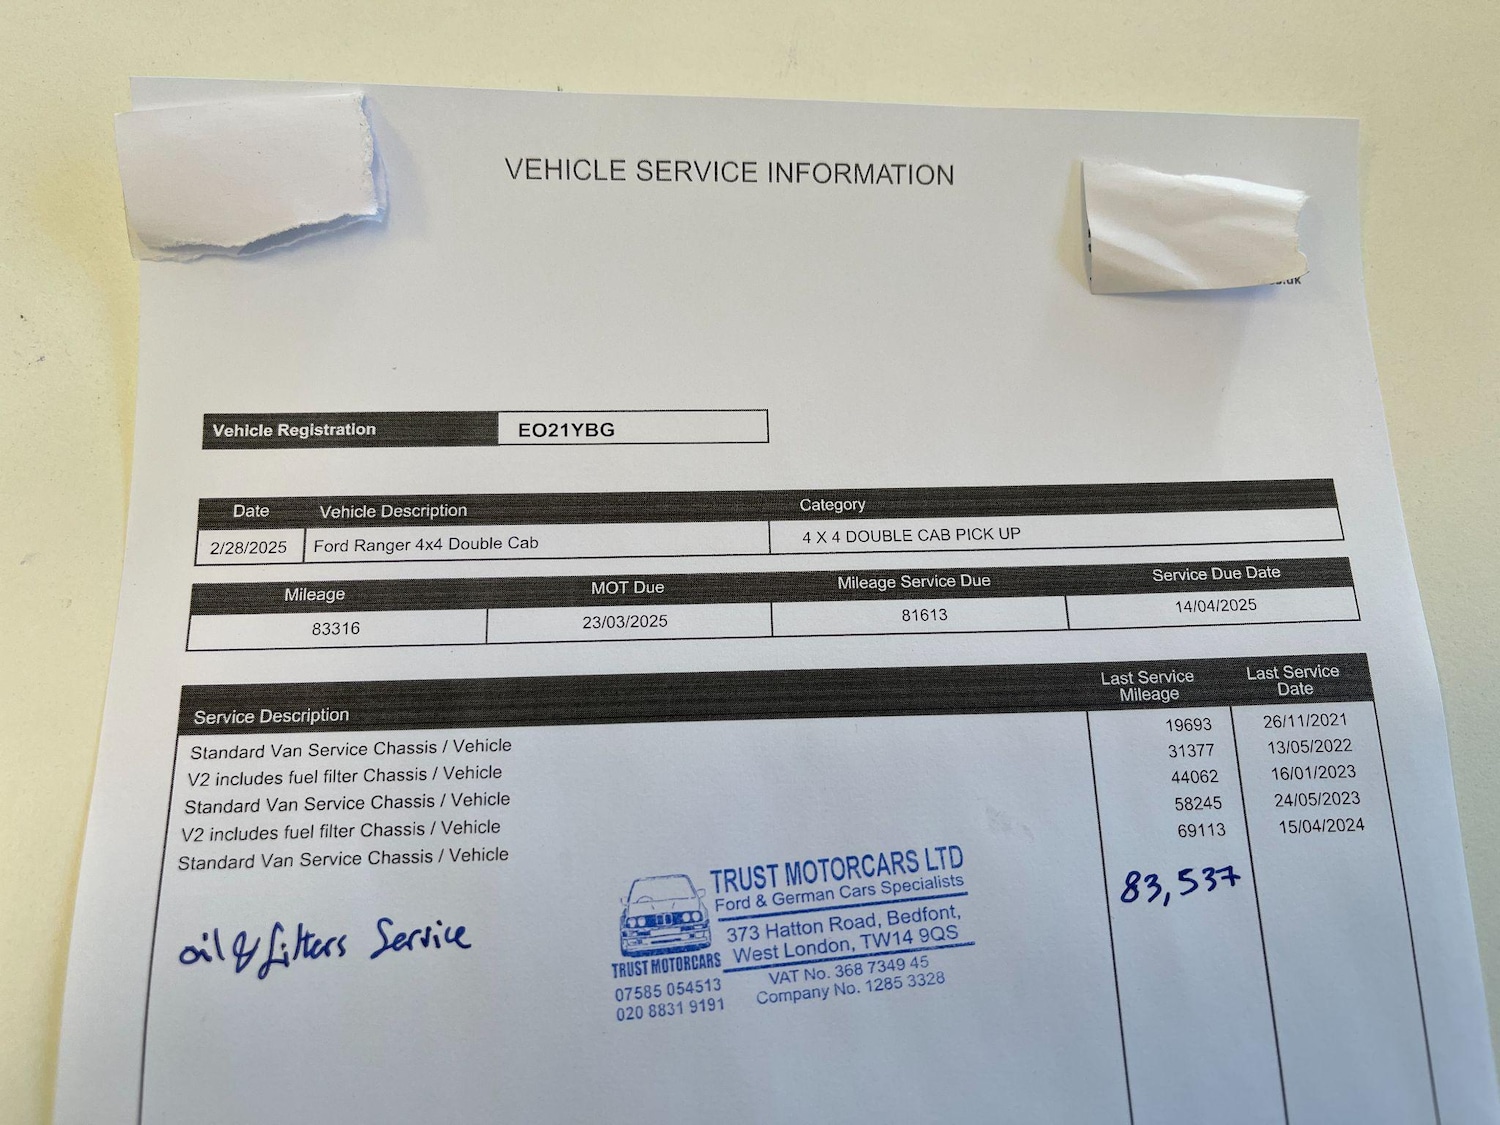 VEHICLE SERVICE INFORMATION
.uk
Vehicle Registration EO21YBG
Date Vehicle Description Category
2/28/2025 Ford Ranger 4x4 Double Cab 4 X 4 DOUBLE CAB PICK UP
Mileage MOT Due Mileage Service Due Service Due Date
83316 23/03/2025 81613 14/04/2025
Service Description Last Service Mileage Last Service Date
Standard Van Service Chassis / Vehicle 19693 26/11/2021
V2 includes fuel filter Chassis / Vehicle 31377 13/05/2022
Standard Van Service Chassis / Vehicle 44062 16/01/2023
V2 includes fuel filter Chassis / Vehicle 58245 24/05/2023
Standard Van Service Chassis / Vehicle 69113 15/04/2024
oil & filters Service 83,537
TRUST MOTORCARS LTD
Ford & German Cars Specialists
373 Hatton Road, Bedfont,
West London, TW14 9QS
TRUST MOTORCARS
VAT No. 368 7349 45
Company No. 1285 3328
07585 054513
020 8831 9191